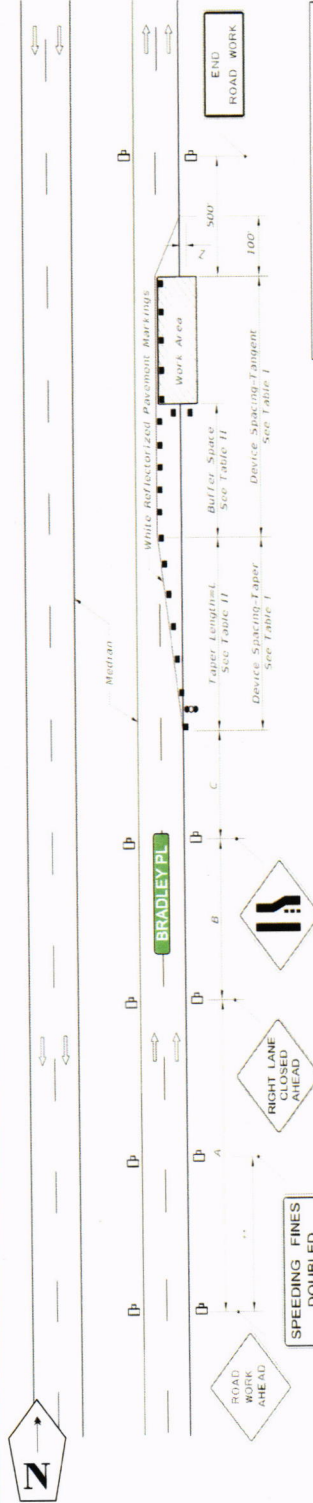 N
Median
White Reflectorized Pavement Markings
BRADLEY PL
Work Area
Z
Taper Length=L
See Table II
Buffer Space
See Table II
500'
100'
A
B
C
Device Spacing-Taper
See Table I
Device Spacing-Tangent
See Table I
ROAD
WORK
AHEAD
SPEEDING FINES
DOUBLED
RIGHT LANE
CLOSED
AHEAD
END
ROAD WORK